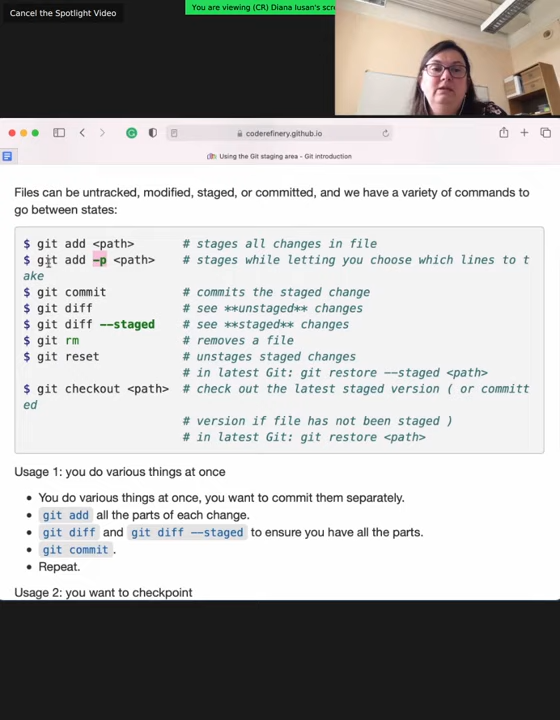 Cancel the Spotlight Video
You are viewing (CR) Diana Iusan's scre
coderefinery.github.io
Using the Git staging area - Git introduction
Files can be untracked, modified, staged, or committed, and we have a variety of commands to
go between states:
$ git add <path> # stages all changes in file
$ git add -p <path> # stages while letting you choose which lines to t
ake
$ git commit # commits the staged change
$ git diff # see **unstaged** changes
$ git diff --staged # see **staged** changes
$ git rm # removes a file
$ git reset # unstages staged changes
# in latest Git: git restore --staged <path>
$ git checkout <path> # check out the latest staged version ( or committ
ed
# version if file has not been staged )
# in latest Git: git restore <path>
Usage 1: you do various things at once
• You do various things at once, you want to commit them separately.
• git add all the parts of each change.
• git diff and git diff --staged to ensure you have all the parts.
• git commit.
• Repeat.
Usage 2: you want to checkpoint